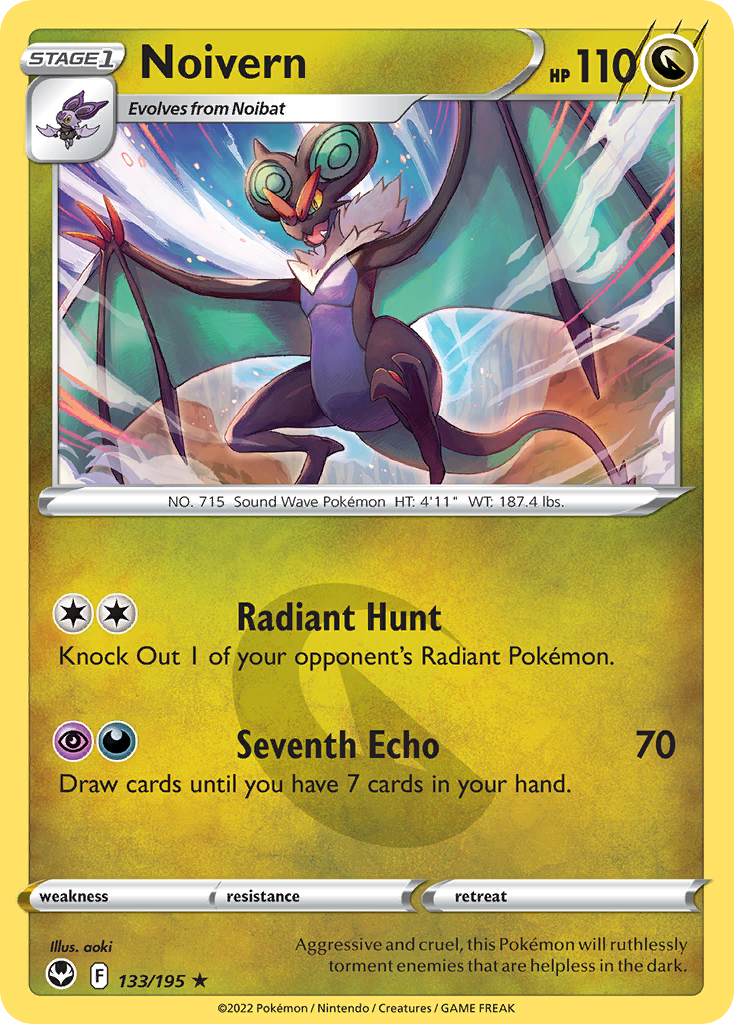 STAGE 1
Noivern
HP 110
Evolves from Noibat
NO. 715 Sound Wave Pokémon HT: 4'11" WT: 187.4 lbs.
Radiant Hunt
Knock Out 1 of your opponent's Radiant Pokémon.
Seventh Echo 70
Draw cards until you have 7 cards in your hand.
weakness resistance retreat
Illus. aoki
Aggressive and cruel, this Pokémon will ruthlessly
torment enemies that are helpless in the dark.
F 133/195 ★
©2022 Pokémon / Nintendo / Creatures / GAME FREAK